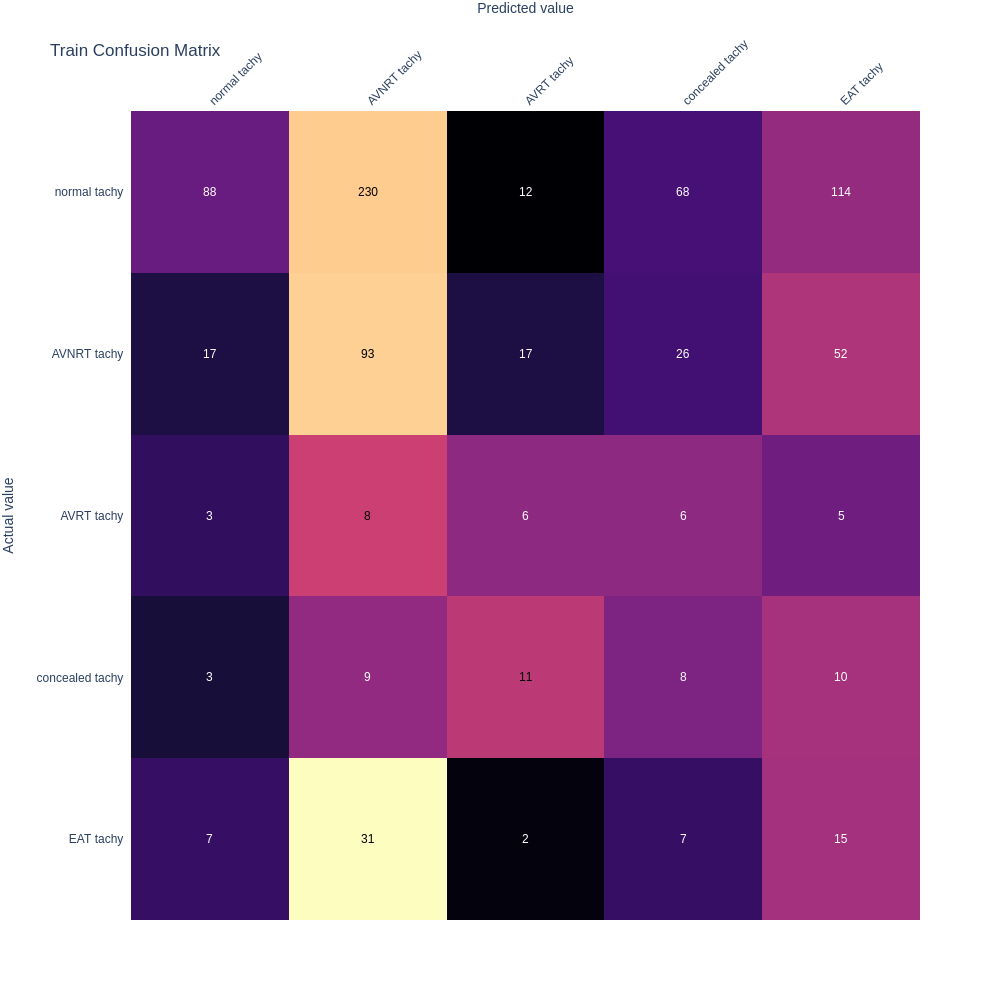 Predicted value
Train Confusion Matrix
normal tachy
AVNRT tachy
AVRT tachy
concealed tachy
EAT tachy
normal tachy 88 230 12 68 114
AVNRT tachy 17 93 17 26 52
Actual value
AVRT tachy 3 8 6 6 5
concealed tachy 3 9 11 8 10
EAT tachy 7 31 2 7 15